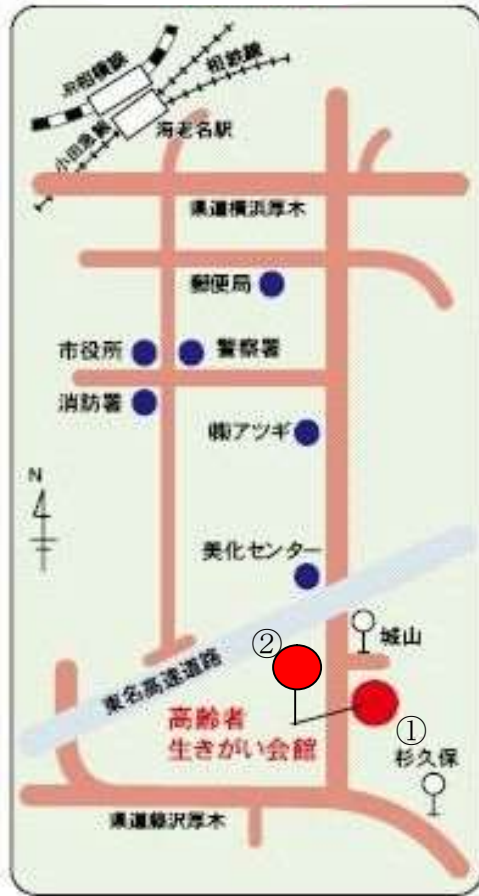 JR相模線
相鉄線
小田急線
海老名駅
県道横浜厚木
郵便局
市役所
警察署
消防署
㈱アツギ
N
美化センター
②
城山
東名高速道路
高齢者
生きがい会館
①
杉久保
県道藤沢厚木